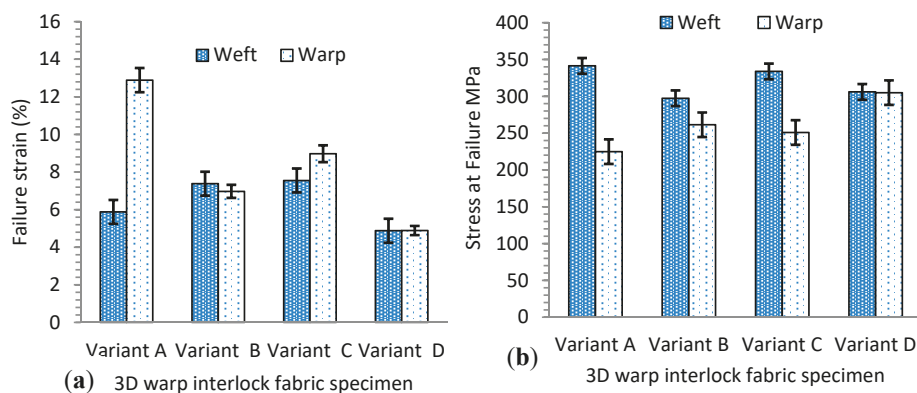 Failure strain (%)
16
14
12
10
8
6
4
2
0
Weft Warp
Variant A Variant B Variant C Variant D
(a) 3D warp interlock fabric specimen
Stress at Failure MPa
400
350
300
250
200
150
100
50
0
Weft Warp
Variant A Variant B Variant C Variant D
(b) 3D warp interlock fabric specimen